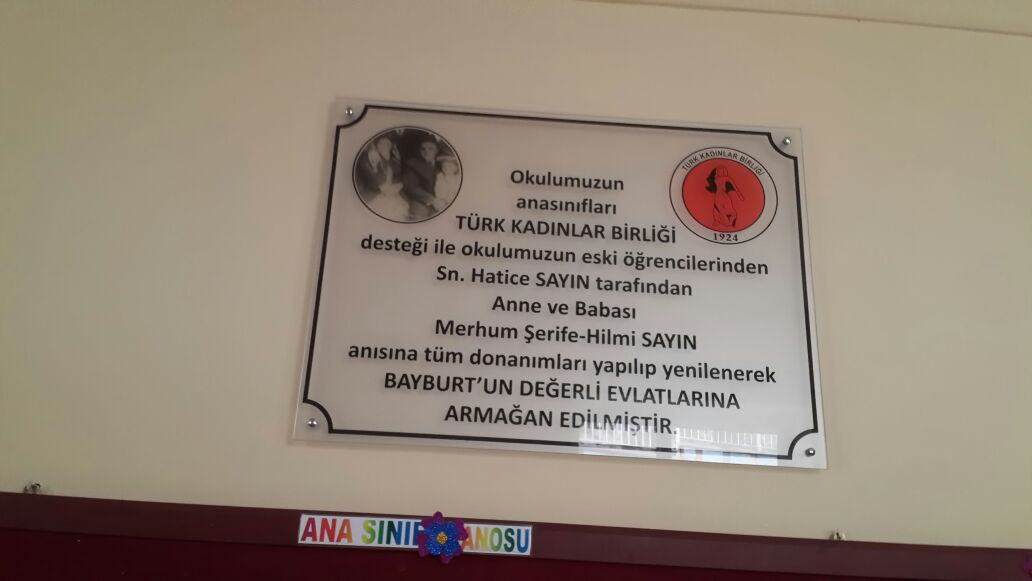 Okulumuzun
anasınıfları
TÜRK KADINLAR BİRLİĞİ
desteği ile okulumuzun eski öğrencilerinden
Sn. Hatice SAYIN tarafından
Anne ve Babası
Merhum Şerife-Hilmi SAYIN
anısına tüm donanımları yapılıp yenilenerek
BAYBURT'UN DEĞERLİ EVLATLARINA
ARMAĞAN EDİLMİŞTİR.
TÜRK KADINLAR BİRLİĞİ
1924
ANA SINIF ANOSU